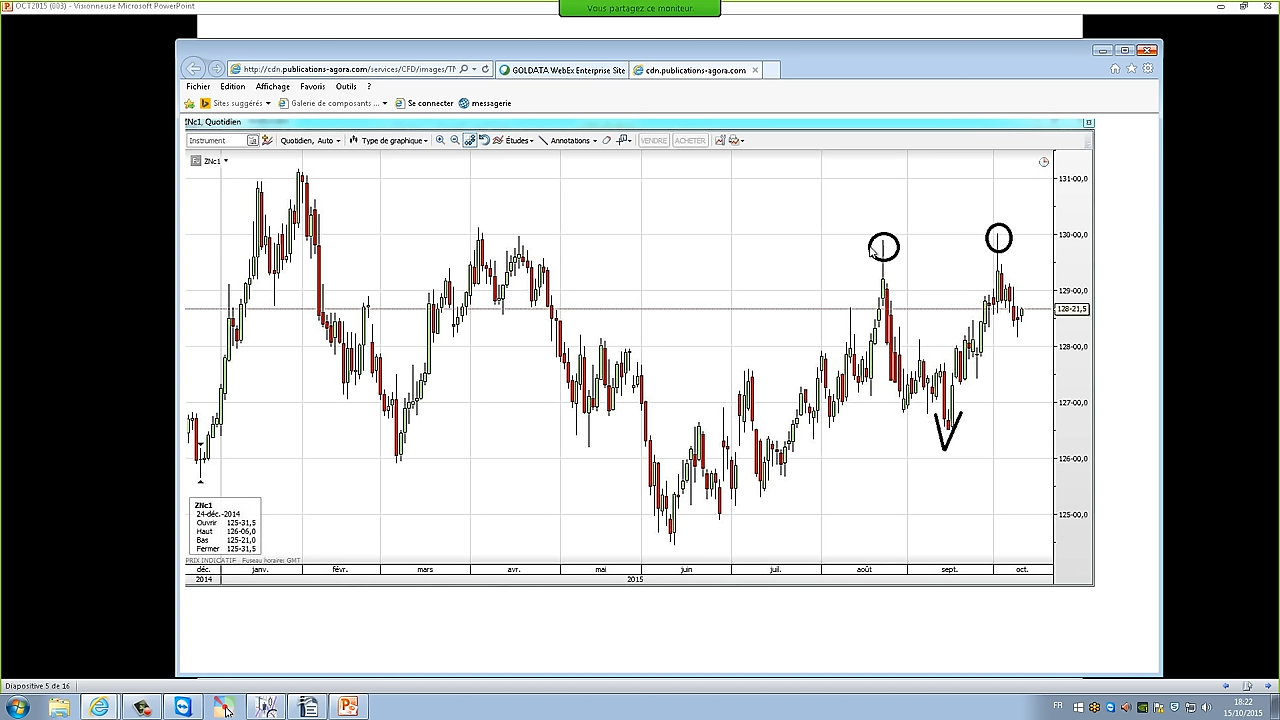 OCT2015 (003) - Visionneuse Microsoft PowerPoint
Vous partagez ce moniteur.
http://cdn.publications-agora.com/services/CFD/images/TN
GOLDATA WebEx Enterprise Site
cdn.publications-agora.com
Fichier Edition Affichage Favoris Outils ?
Sites suggérés Galerie de composants ... Se connecter messagerie
ZNc1, Quotidien
Instrument Quotidien, Auto Type de graphique Études Annotations VENDRE ACHETER
ZNc1
131-00,0
130-00,0
129-00,0
128-21,5
128-00,0
127-00,0
126-00,0
125-00,0
ZNc1
24-déc.-2014
Ouvrir 125-31,5
Haut 126-06,0
Bas 125-21,0
Fermer 125-31,5
PRIX INDICATIF Fuseau horaire: GMT
déc. janv. févr. mars avr. mai juin juil. août sept. oct.
2014 2015
Diapositive 5 de 16
FR
18:22
15/10/2015